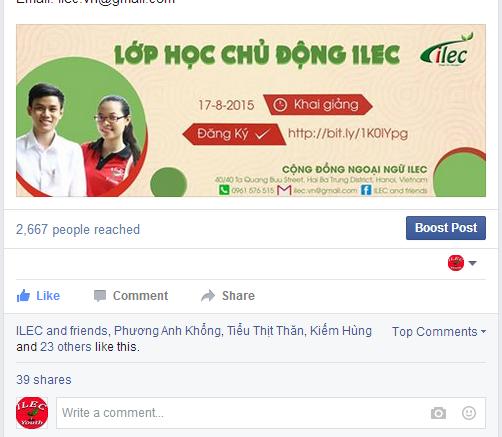 Email: ilec.vn@gmail.com
LỚP HỌC CHỦ ĐỘNG ILEC
ilec
17-8-2015 Khai giảng
Đăng Ký http://bit.ly/1K0lYpg
CỘNG ĐỒNG NGOẠI NGỮ ILEC
40/40 Ta Quang Buu Street, Hai Ba Trung District, Hanoi, Vietnam
0961 576 515 ilec.vn@gmail.com ILEC and friends
2,667 people reached
Boost Post
Like Comment Share
ILEC and friends, Phương Anh Khổng, Tiểu Thịt Thăn, Kiếm Hùng and 23 others like this.
Top Comments
39 shares
ILEC
Youth
Write a comment...